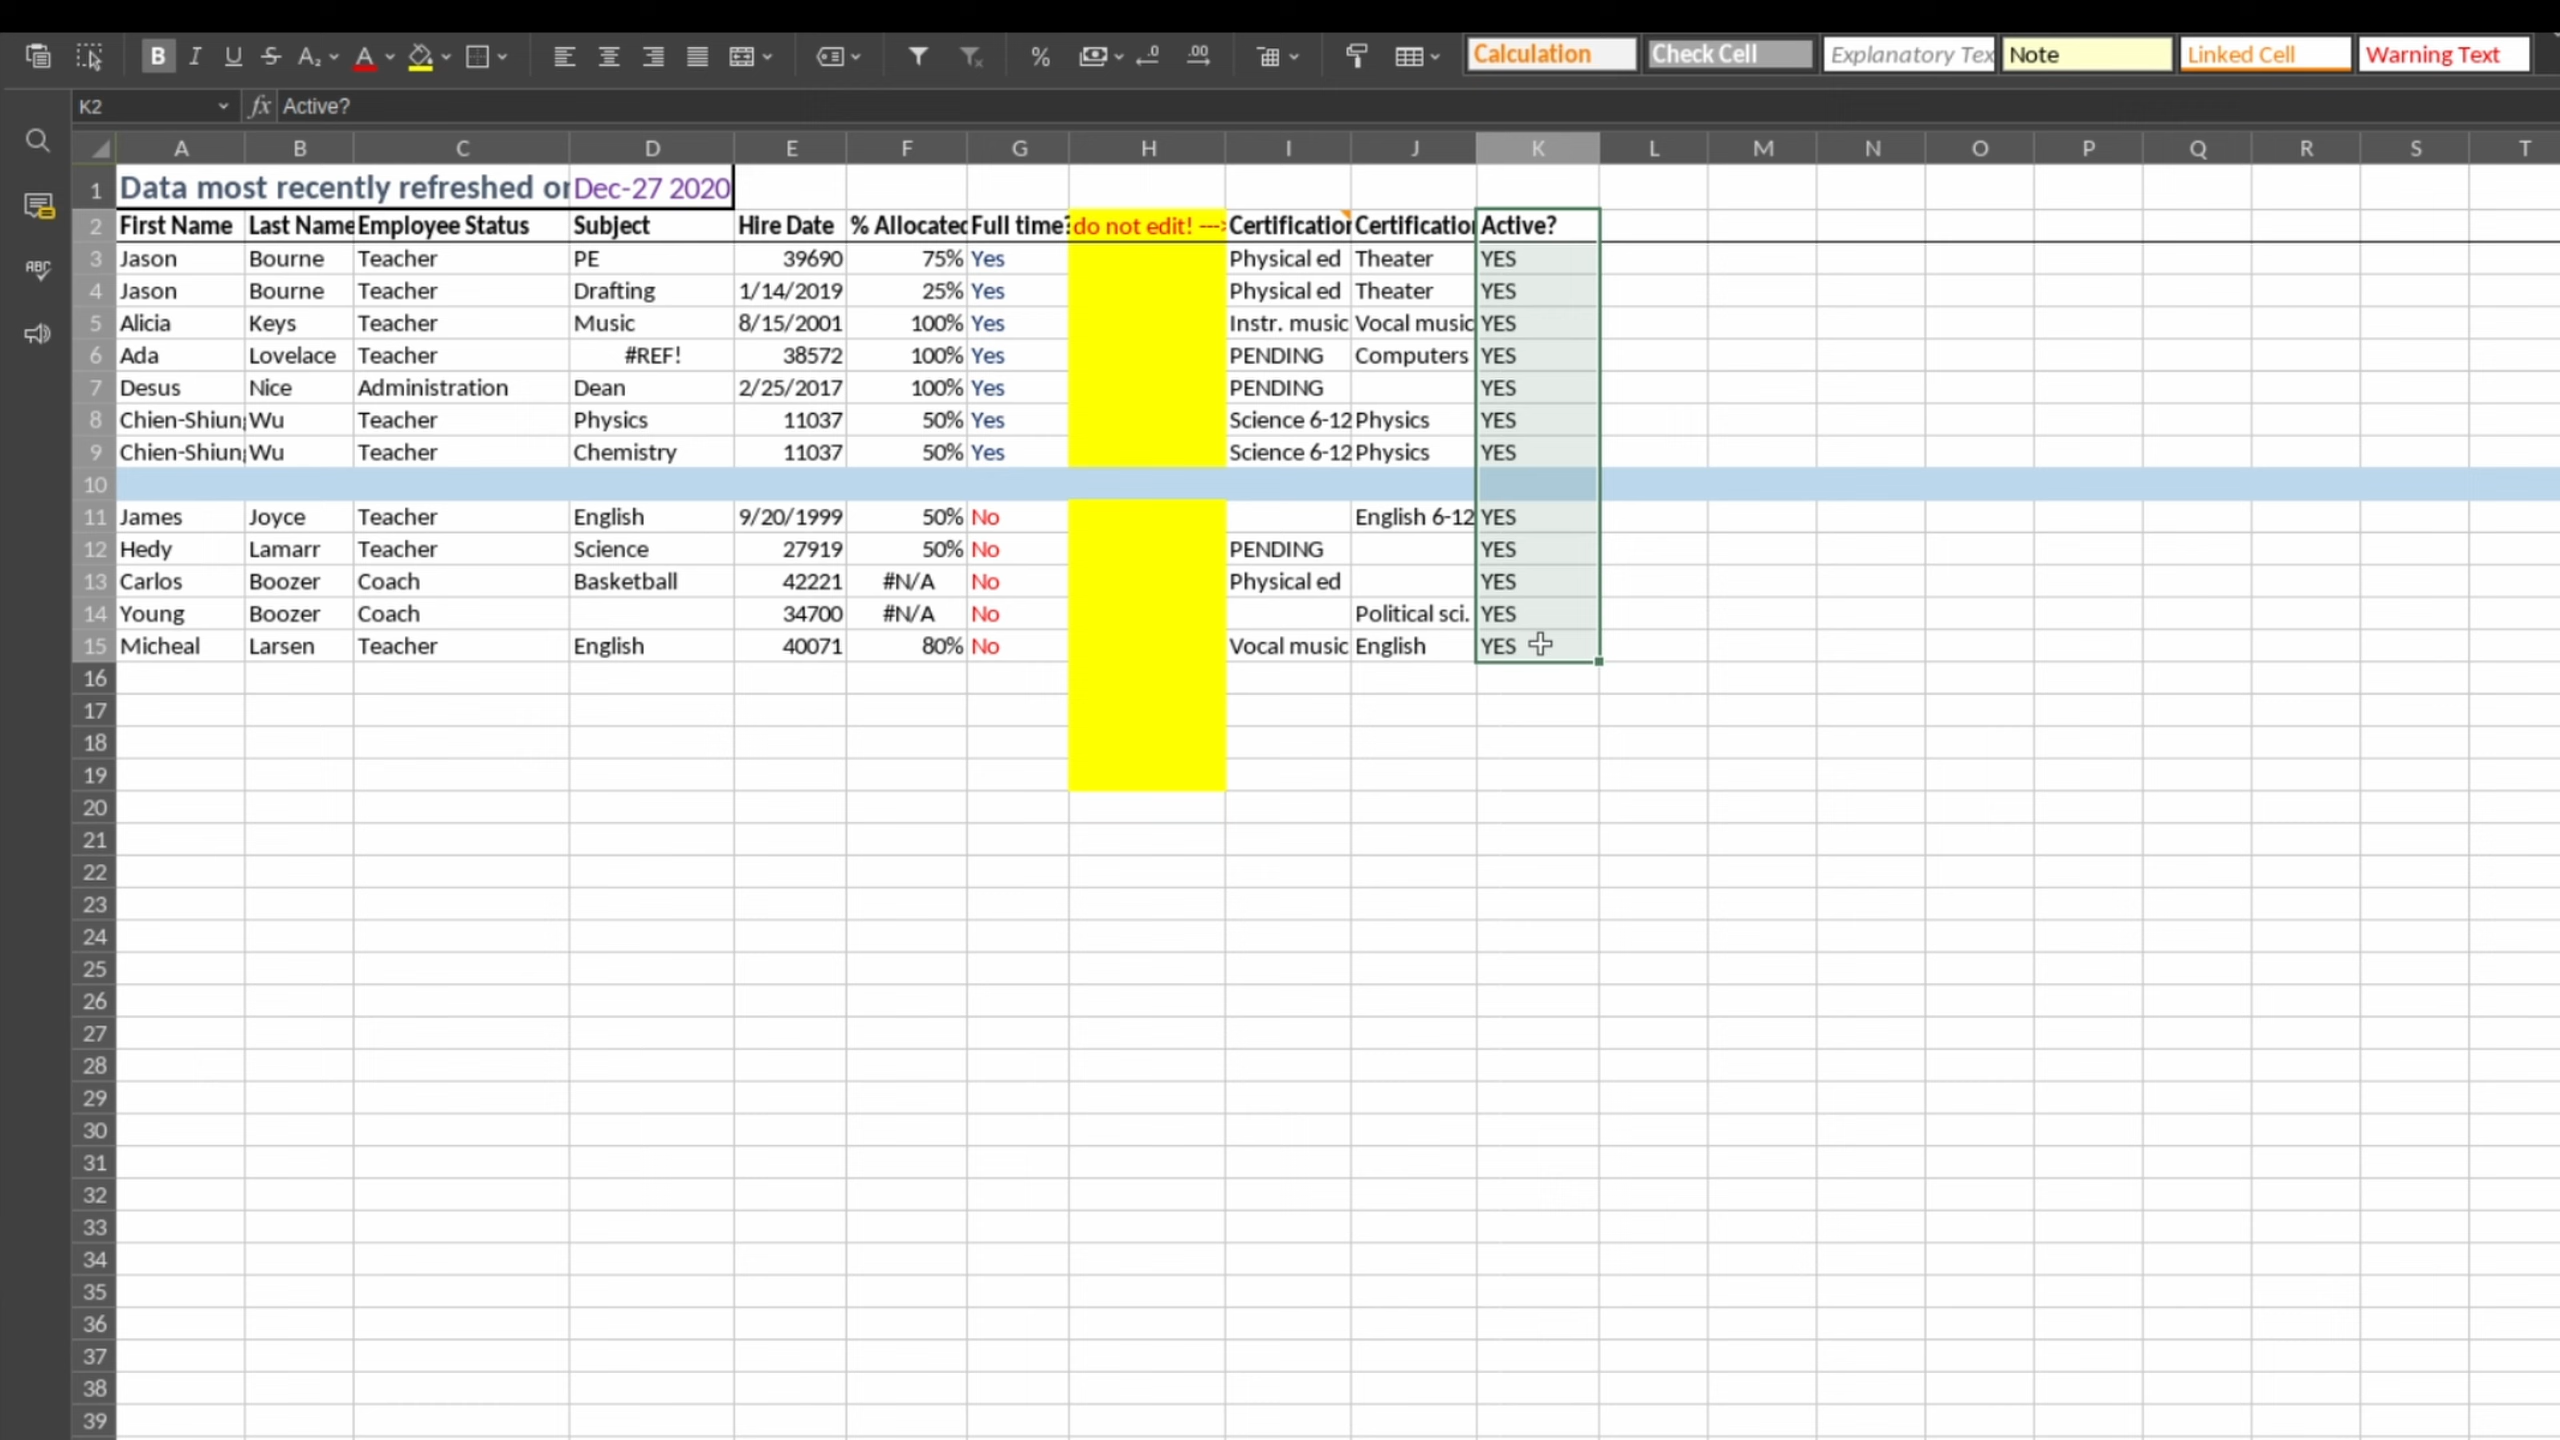 B I U S A₂ A % .0 .00 Calculation Check Cell Explanatory Tex Note Linked Cell Warning Text
K2 fx Active?
A B C D E F G H I J K L M N O P Q R S T
1 Data most recently refreshed on Dec-27 2020
2 First Name Last Name Employee Status Subject Hire Date % Allocated Full time? do not edit! ---> Certification Certification Active?
3 Jason Bourne Teacher PE 39690 75% Yes Physical ed Theater YES
4 Jason Bourne Teacher Drafting 1/14/2019 25% Yes Physical ed Theater YES
5 Alicia Keys Teacher Music 8/15/2001 100% Yes Instr. music Vocal music YES
6 Ada Lovelace Teacher #REF! 38572 100% Yes PENDING Computers YES
7 Desus Nice Administration Dean 2/25/2017 100% Yes PENDING YES
8 Chien-Shiung Wu Teacher Physics 11037 50% Yes Science 6-12 Physics YES
9 Chien-Shiung Wu Teacher Chemistry 11037 50% Yes Science 6-12 Physics YES
10
11 James Joyce Teacher English 9/20/1999 50% No English 6-12 YES
12 Hedy Lamarr Teacher Science 27919 50% No PENDING YES
13 Carlos Boozer Coach Basketball 42221 #N/A No Physical ed YES
14 Young Boozer Coach 34700 #N/A No Political sci. YES
15 Micheal Larsen Teacher English 40071 80% No Vocal music English YES
16
17
18
19
20
21
22
23
24
25
26
27
28
29
30
31
32
33
34
35
36
37
38
39
ABC